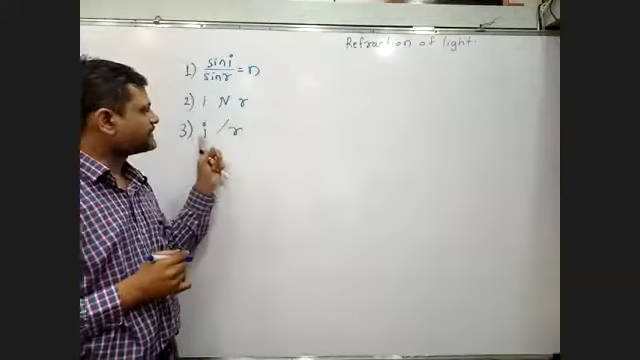 Refraction of light:
1) sin i / sin r = n
2) i N r
3) i / r